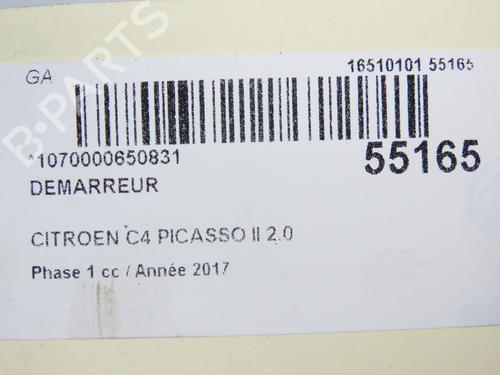 GA
16510101 55165
*1070000650831
55165
DEMARREUR
CITROEN C4 PICASSO II 2.0
Phase 1 cc / Année 2017
B-PARTS